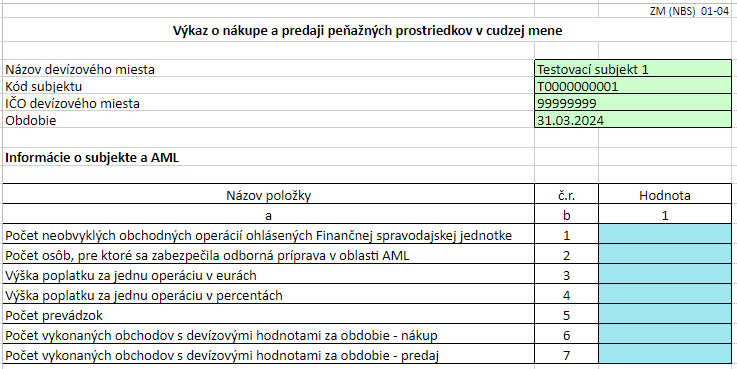 ZM (NBS) 01-04
Výkaz o nákupe a predaji peňažných prostriedkov v cudzej mene
Názov devízového miesta Testovací subjekt 1
Kód subjektu T0000000001
IČO devízového miesta 99999999
Obdobie 31.03.2024
Informácie o subjekte a AML
Názov položky č.r. Hodnota
a b 1
Počet neobvyklých obchodných operácií ohlásených Finančnej spravodajskej jednotke 1
Počet osôb, pre ktoré sa zabezpečila odborná príprava v oblasti AML 2
Výška poplatku za jednu operáciu v eurách 3
Výška poplatku za jednu operáciu v percentách 4
Počet prevádzok 5
Počet vykonaných obchodov s devízovými hodnotami za obdobie - nákup 6
Počet vykonaných obchodov s devízovými hodnotami za obdobie - predaj 7